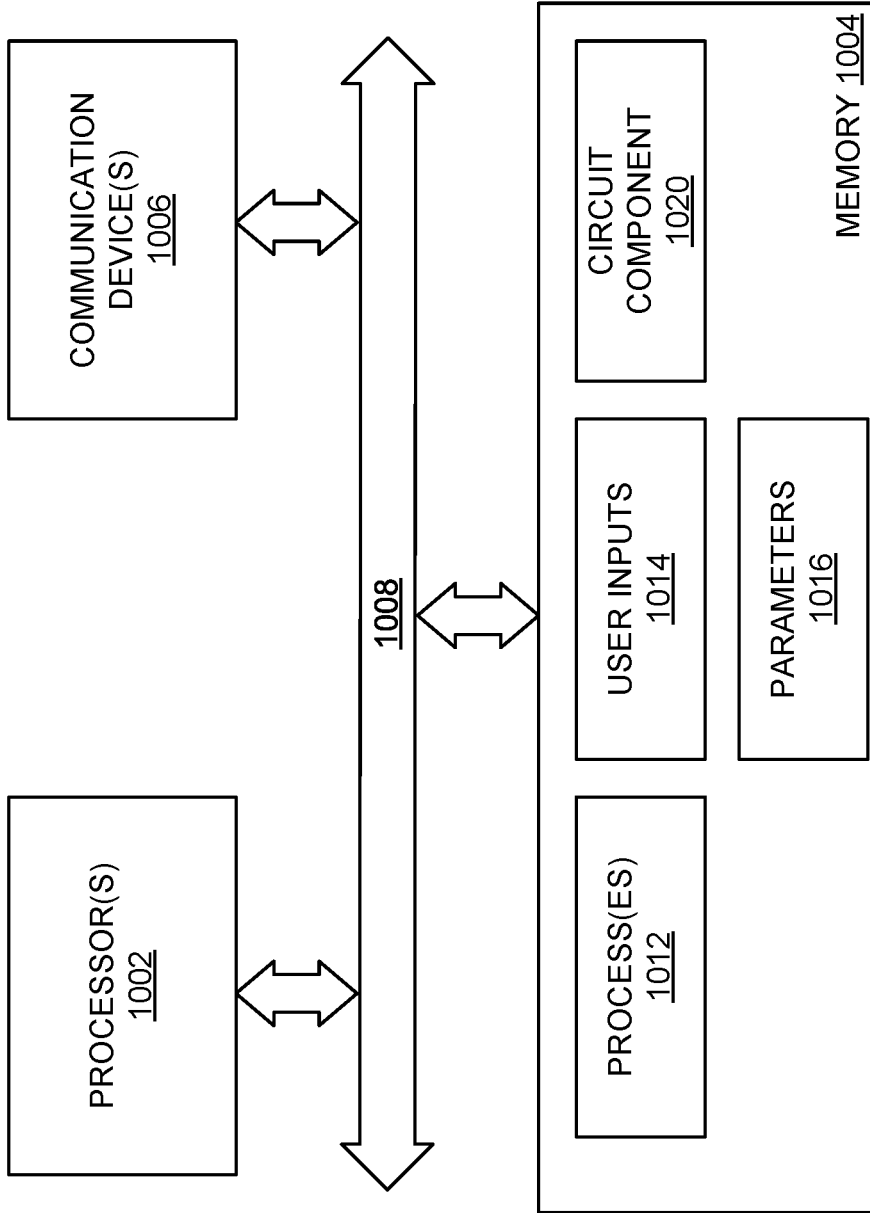 PROCESSOR(S)
1002
COMMUNICATION
DEVICE(S)
1006
1008
PROCESS(ES)
1012
USER INPUTS
1014
CIRCUIT
COMPONENT
1020
PARAMETERS
1016
MEMORY 1004